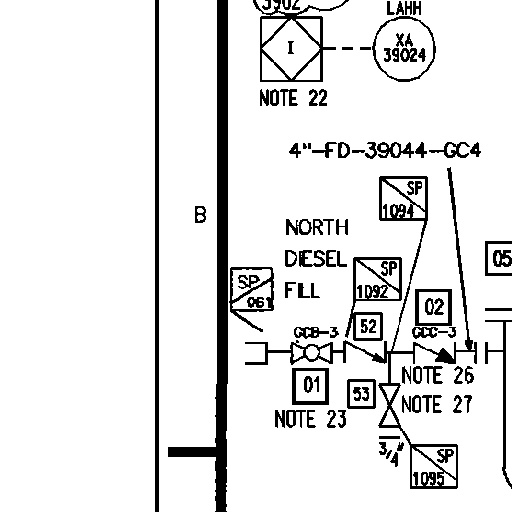 3902
LAHH
I
XA
39024
NOTE 22
4"-FD-39044-GC4
SP
1094
B
NORTH
DIESEL
FILL
SP
061
SP
1092
05
02
52
GCB-3
GCC-3
01
53
NOTE 26
NOTE 27
NOTE 23
3/4"
SP
1095